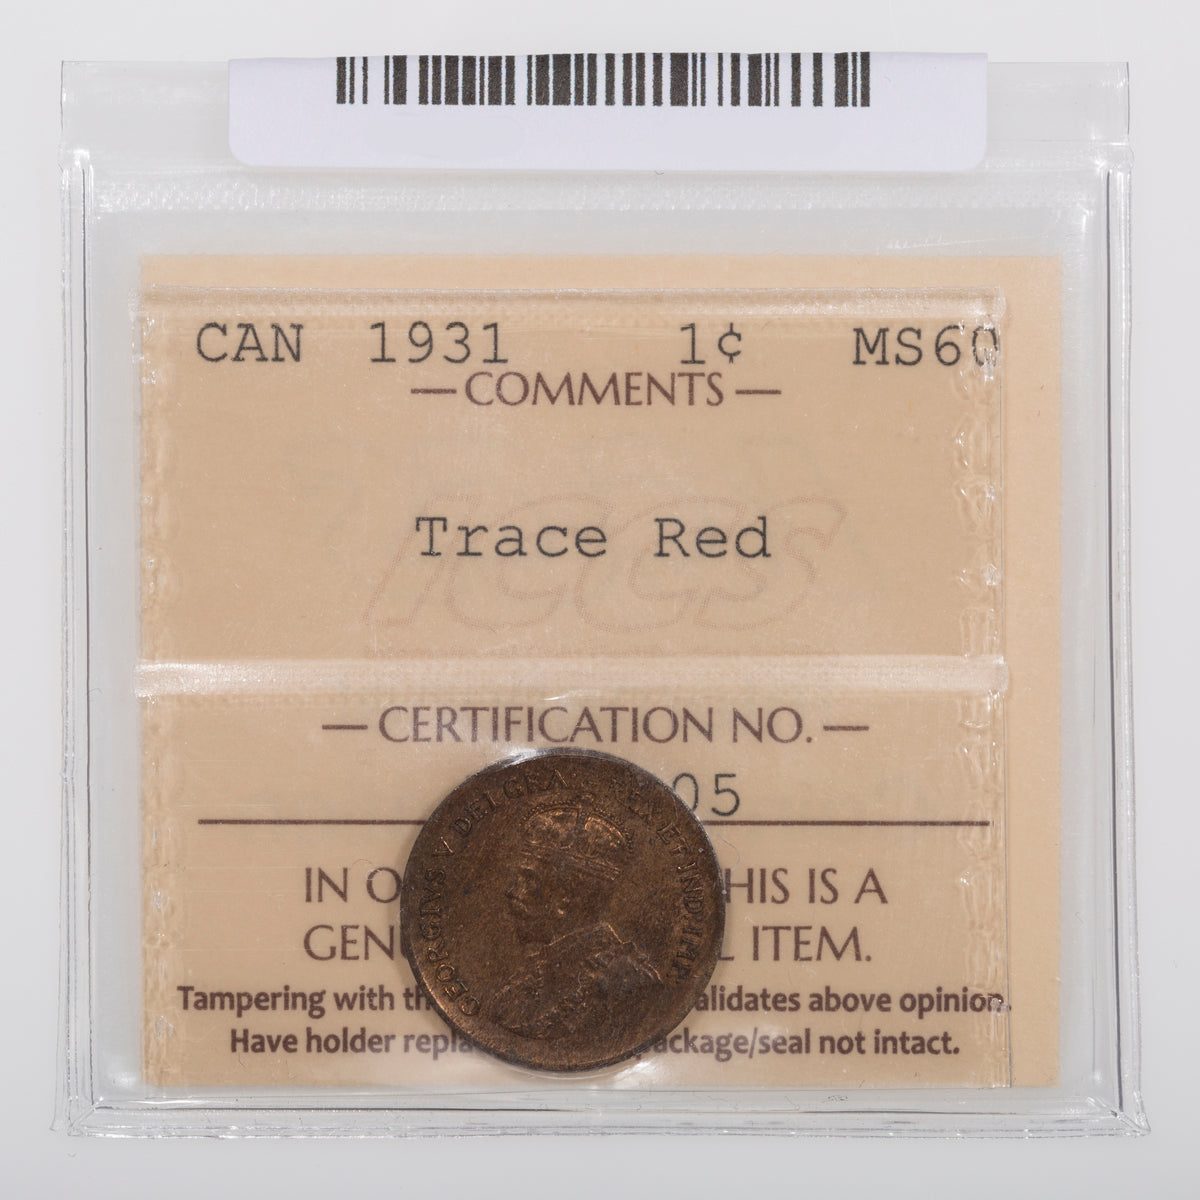 CAN 1931 1¢ MS60
— COMMENTS —
ICCS
Trace Red
— CERTIFICATION NO. —
05
GEORGIVS V DEI GRA: REX ET IND: IMP:
IN O HIS IS A
GENU L ITEM.
Tampering with th alidates above opinion.
Have holder repla ackage/seal not intact.